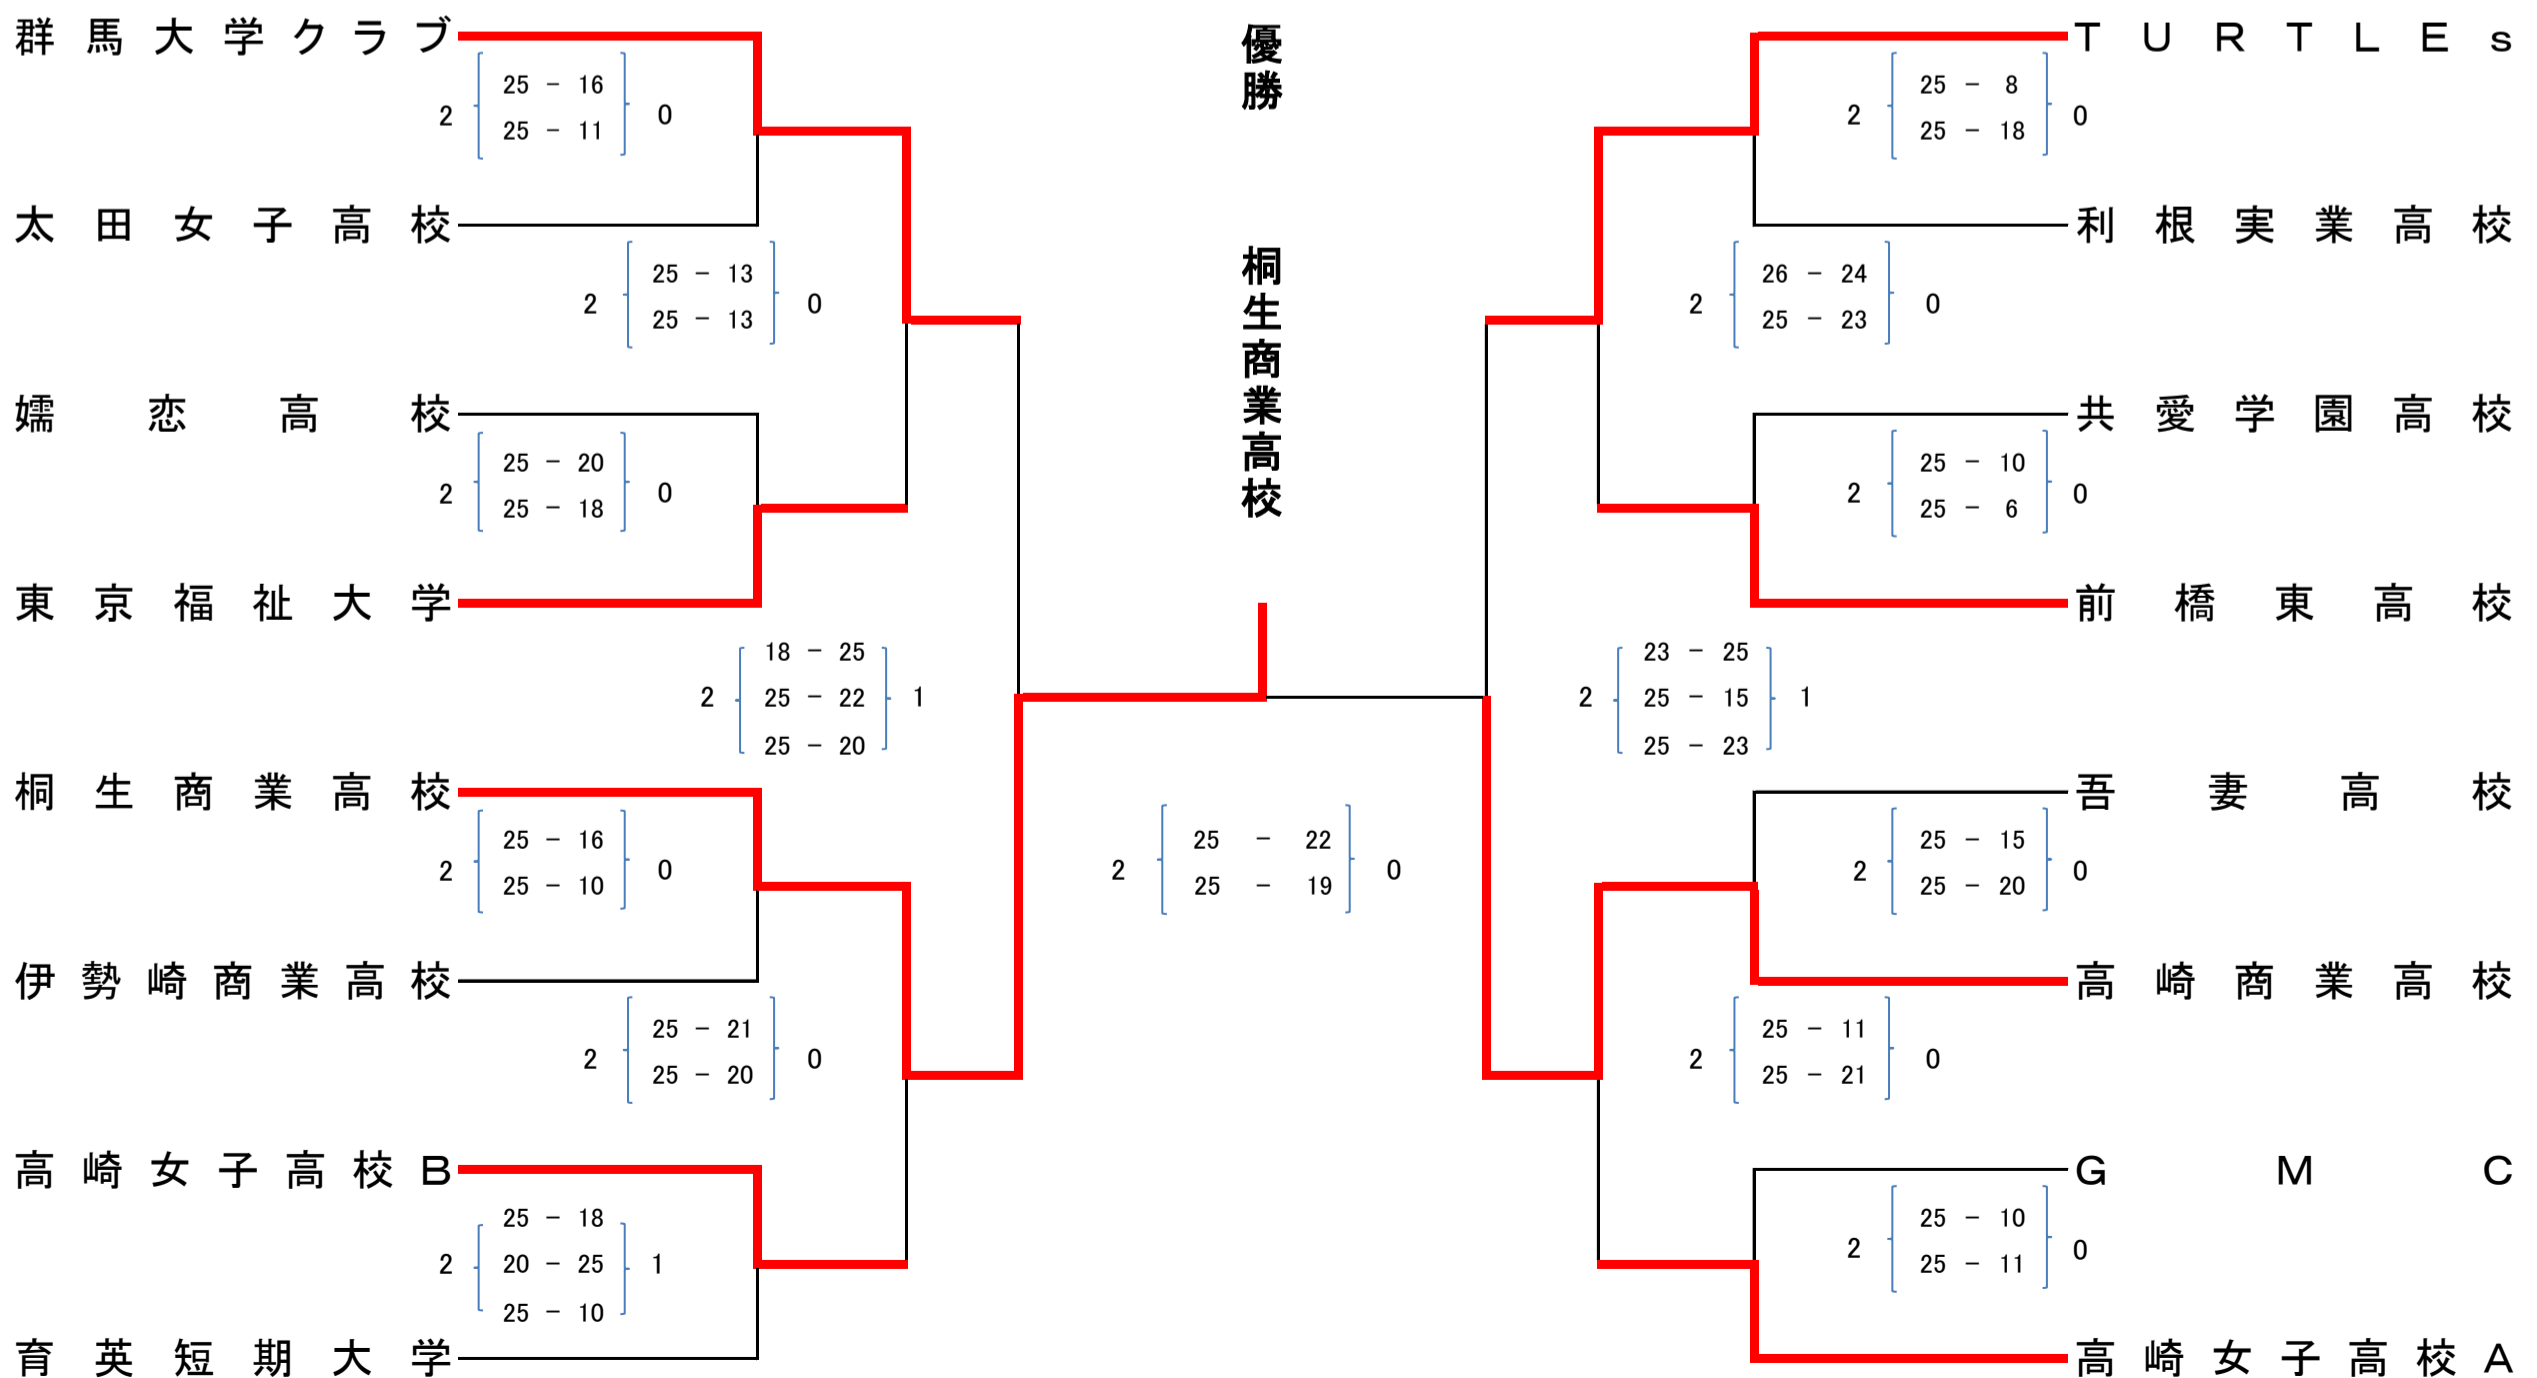 群馬大学クラブ
2 25 － 16 0
25 － 11
太田女子高校
2 25 － 13 0
25 － 13
嬬恋高校
2 25 － 20 0
25 － 18
東京福祉大学
18 － 25
2 25 － 22 1
25 － 20
桐生商業高校
2 25 － 16 0
25 － 10
伊勢崎商業高校
2 25 － 21 0
25 － 20
高崎女子高校B
25 － 18
2 20 － 25 1
25 － 10
育英短期大学
優勝
桐生商業高校
2 25 － 22 0
25 － 19
TURTLEs
2 25 － 8 0
25 － 18
利根実業高校
2 26 － 24 0
25 － 23
共愛学園高校
2 25 － 10 0
25 － 6
前橋東高校
23 － 25
2 25 － 15 1
25 － 23
吾妻高校
2 25 － 15 0
25 － 20
高崎商業高校
2 25 － 11 0
25 － 21
GMC
2 25 － 10 0
25 － 11
高崎女子高校A